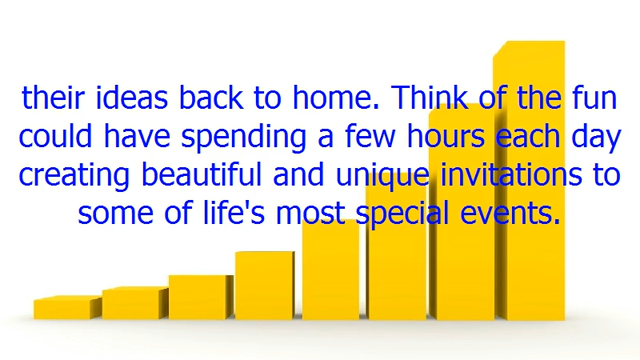 their ideas back to home. Think of the fun
could have spending a few hours each day
creating beautiful and unique invitations to
some of life's most special events.